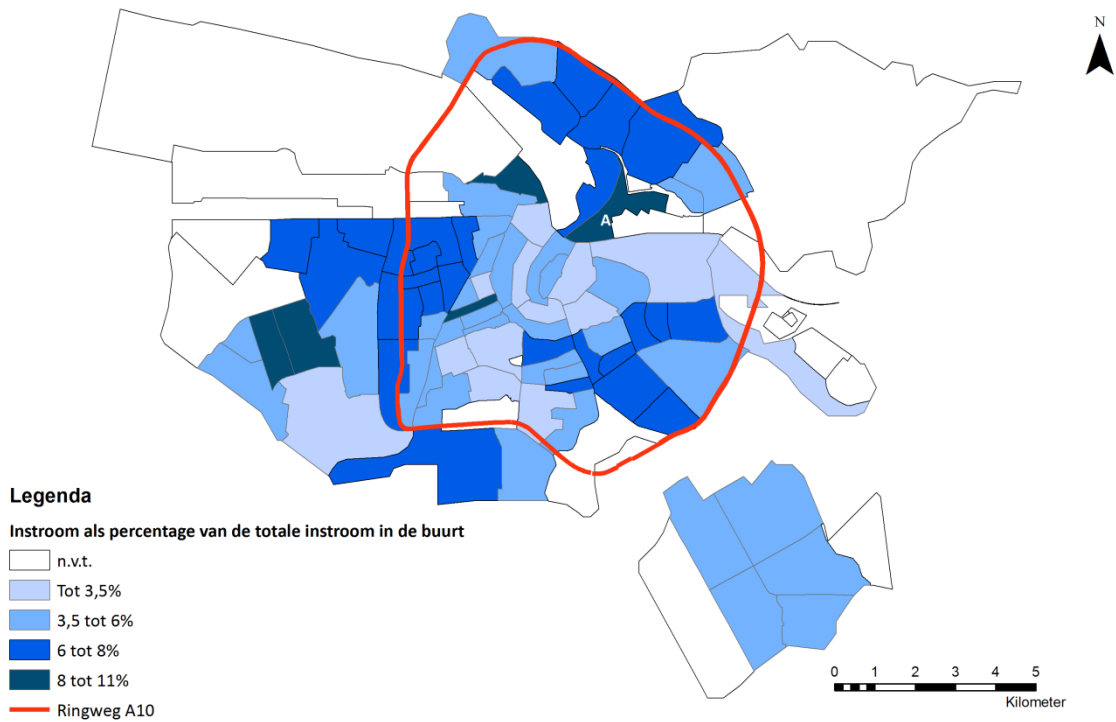 N
A
Legenda
Instroom als percentage van de totale instroom in de buurt
n.v.t.
Tot 3,5%
3,5 tot 6%
6 tot 8%
8 tot 11%
Ringweg A10
0 1 2 3 4 5
Kilometer